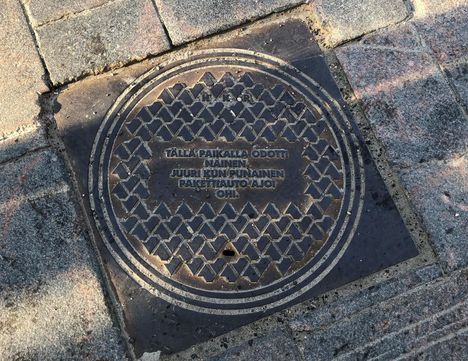 TÄLLÄ PAIKALLA ODOTTI
NAINEN,
JUURI KUN PUNAINEN
PAKETTIAUTO AJOI
OHI.